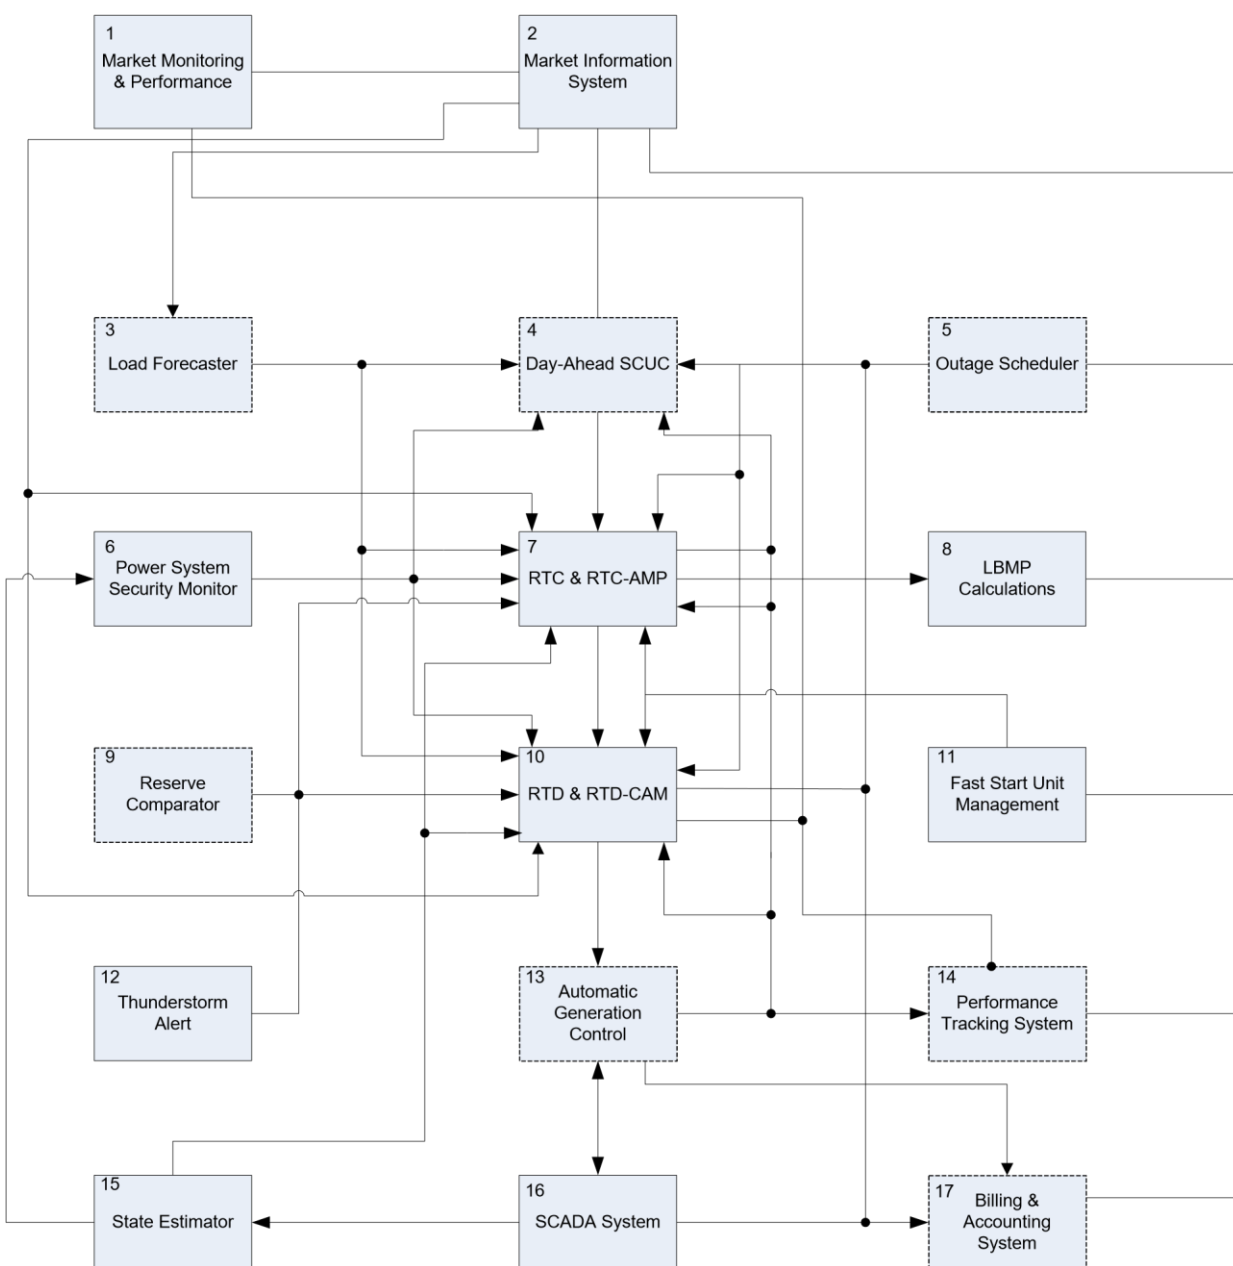 1
Market Monitoring
& Performance
2
Market Information
System
3
Load Forecaster
4
Day-Ahead SCUC
5
Outage Scheduler
6
Power System
Security Monitor
7
RTC & RTC-AMP
8
LBMP
Calculations
9
Reserve
Comparator
10
RTD & RTD-CAM
11
Fast Start Unit
Management
12
Thunderstorm
Alert
13
Automatic
Generation
Control
14
Performance
Tracking System
15
State Estimator
16
SCADA System
17
Billing &
Accounting
System